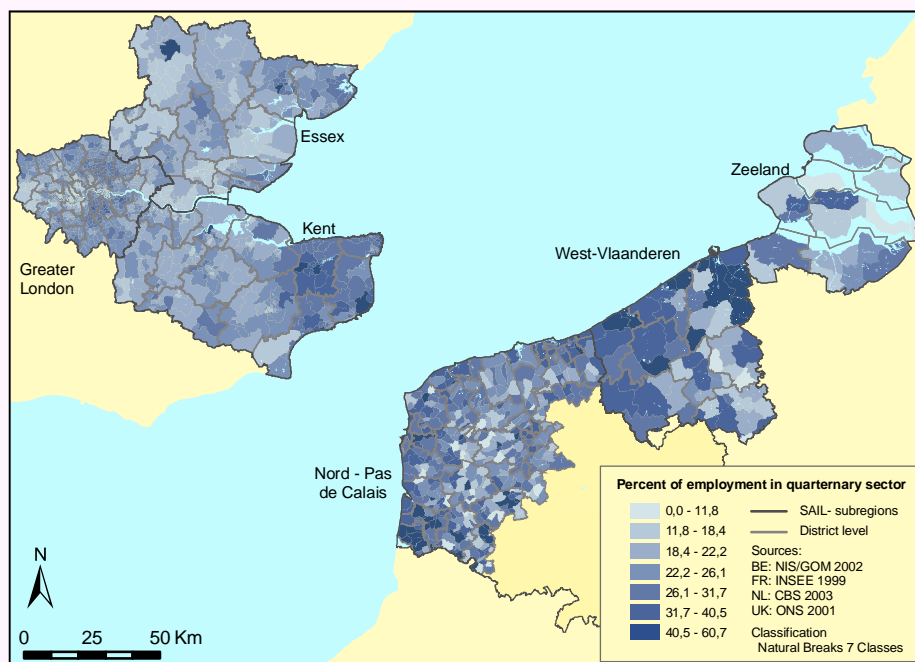 Essex
Zeeland
Kent
West-Vlaanderen
Greater
London
Nord - Pas
de Calais
N
0 25 50 Km
Percent of employment in quarternary sector
0,0 - 11,8
11,8 - 18,4
18,4 - 22,2
22,2 - 26,1
26,1 - 31,7
31,7 - 40,5
40,5 - 60,7
SAIL- subregions
District level
Sources:
BE: NIS/GOM 2002
FR: INSEE 1999
NL: CBS 2003
UK: ONS 2001
Classification
Natural Breaks 7 Classes